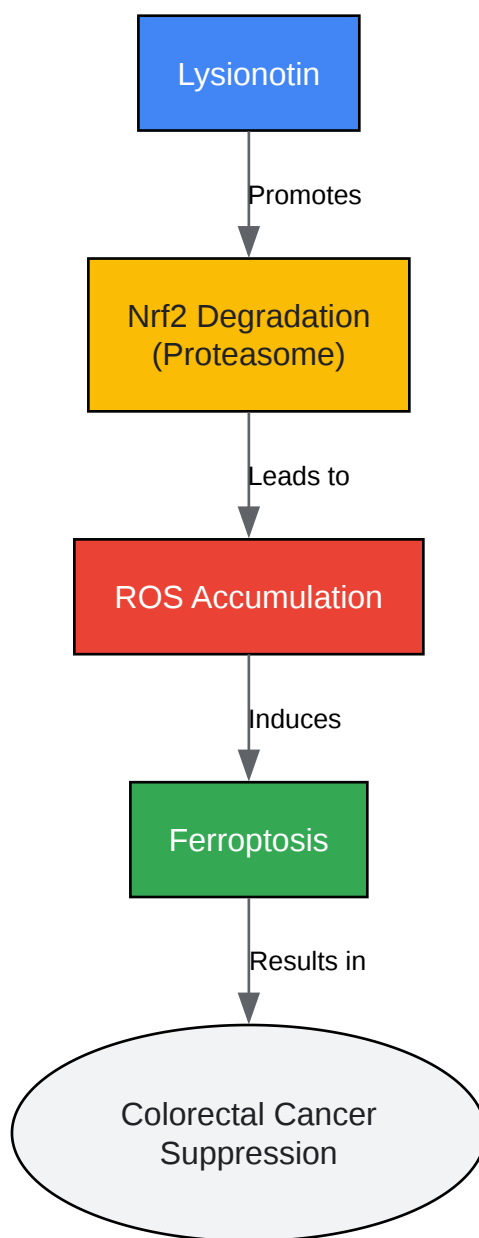 Lysionotin
Promotes
Nrf2 Degradation
(Proteasome)
Leads to
ROS Accumulation
Induces
Ferroptosis
Results in
Colorectal Cancer
Suppression